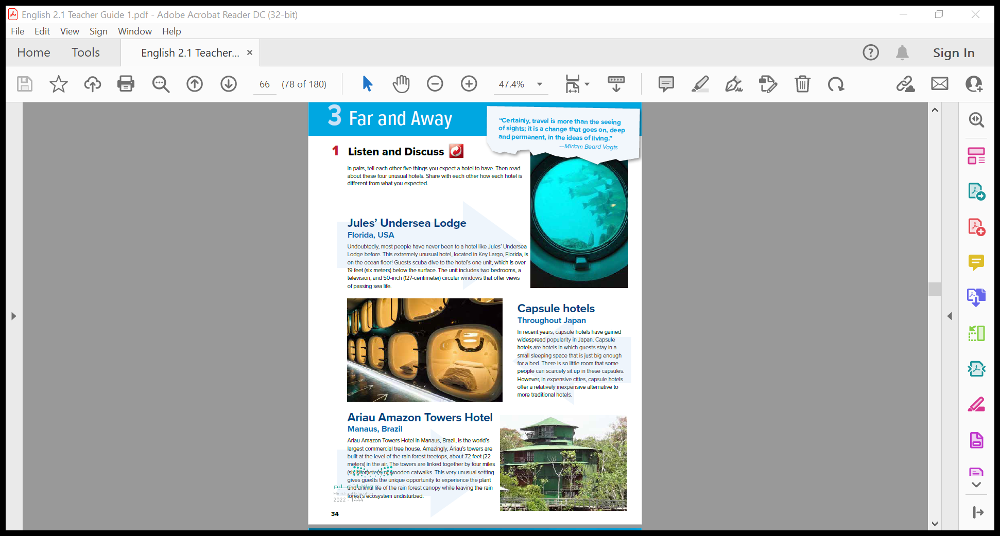 English 2.1 Teacher Guide 1.pdf - Adobe Acrobat Reader DC (32-bit)
File Edit View Sign Window Help
Home Tools English 2.1 Teacher... × Sign In
66 (78 of 180) 47.4%
3 Far and Away
“Certainly, travel is more than the seeing
of sights; it is a change that goes on, deep
and permanent, in the ideas of living.”
—Miriam Beard Vagts
1 Listen and Discuss
In pairs, tell each other five things you expect a hotel to have. Then read
about these four unusual hotels. Share with each other how each hotel is
different from what you expected.
Jules’ Undersea Lodge
Florida, USA
Undoubtedly, most people have never been to a hotel like Jules’ Undersea
Lodge before. This extremely unusual hotel, located in Key Largo, Florida, is
on the ocean floor! Guests scuba dive to the hotel’s one unit, which is over
19 feet (six meters) below the surface. The unit includes two bedrooms, a
television, and 50-inch (127-centimeter) circular windows that offer views
of passing sea life.
Capsule hotels
Throughout Japan
In recent years, capsule hotels have gained
widespread popularity in Japan. Capsule
hotels are hotels in which guests stay in a
small sleeping space that is just big enough
for a bed. There is so little room that some
people can scarcely sit up in these capsules.
However, in expensive cities, capsule hotels
offer a relatively inexpensive alternative to
more traditional hotels.
Ariau Amazon Towers Hotel
Manaus, Brazil
Ariau Amazon Towers Hotel in Manaus, Brazil, is the world’s
largest commercial tree house. Amazingly, Ariau’s towers are
built at the level of the rain forest treetops, about 72 feet (22
meters) in the air. The towers are linked together by four miles
(six kilometers) of wooden catwalks. This very unusual setting
gives guests the unique opportunity to experience the plant
and animal life of the rain forest canopy while leaving the rain
forest’s ecosystem undisturbed.
وزارة التعليم
Ministry of Education
2022 - 1444
34